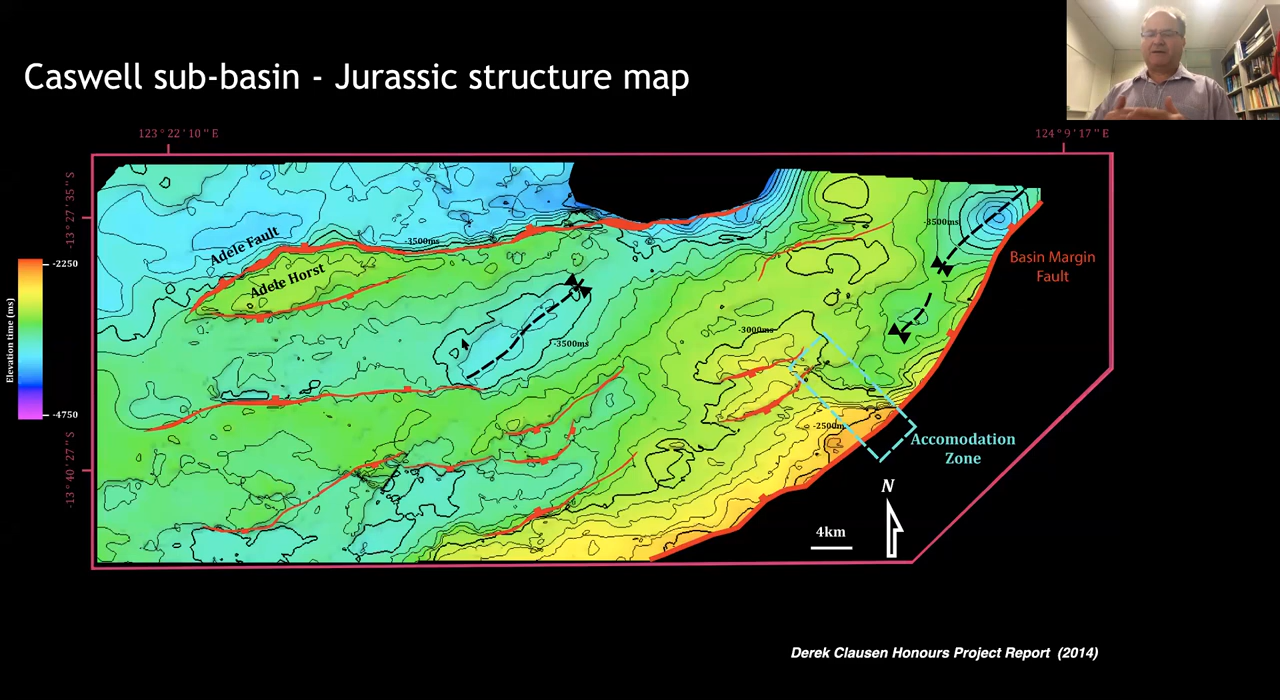 Caswell sub-basin - Jurassic structure map
123°22'10"E
124°9'17"E
-13°27'35"S
-13°40'27"S
-2250
-4750
Elevation time (ms)
Adele Fault
Adele Horst
-3500ms
-3500ms
-3500ms
-3000ms
-2500m
Basin Margin
Fault
Accomodation
Zone
N
4km
Derek Clausen Honours Project Report (2014)